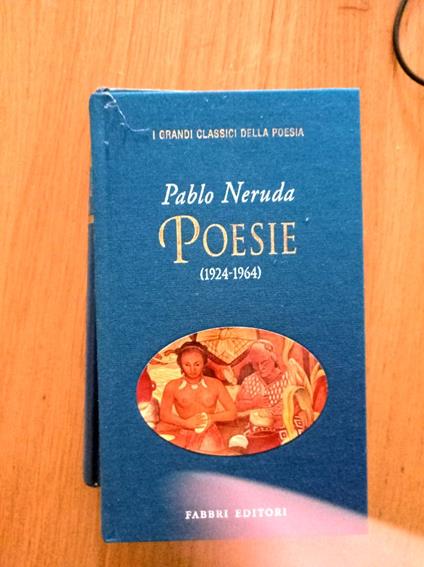 I GRANDI CLASSICI DELLA POESIA
Pablo Neruda
POESIE
(1924-1964)
FABBRI EDITORI